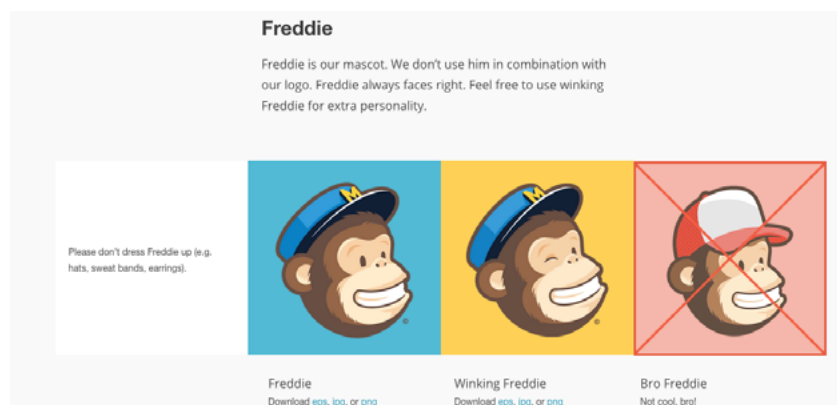 Freddie
Freddie is our mascot. We don't use him in combination with
our logo. Freddie always faces right. Feel free to use winking
Freddie for extra personality.
Please don't dress Freddie up (e.g.
hats, sweat bands, earrings).
M
M
©
©
Freddie
Download eps, jpg, or png
Winking Freddie
Download eps, jpg, or png
Bro Freddie
Not cool, bro!